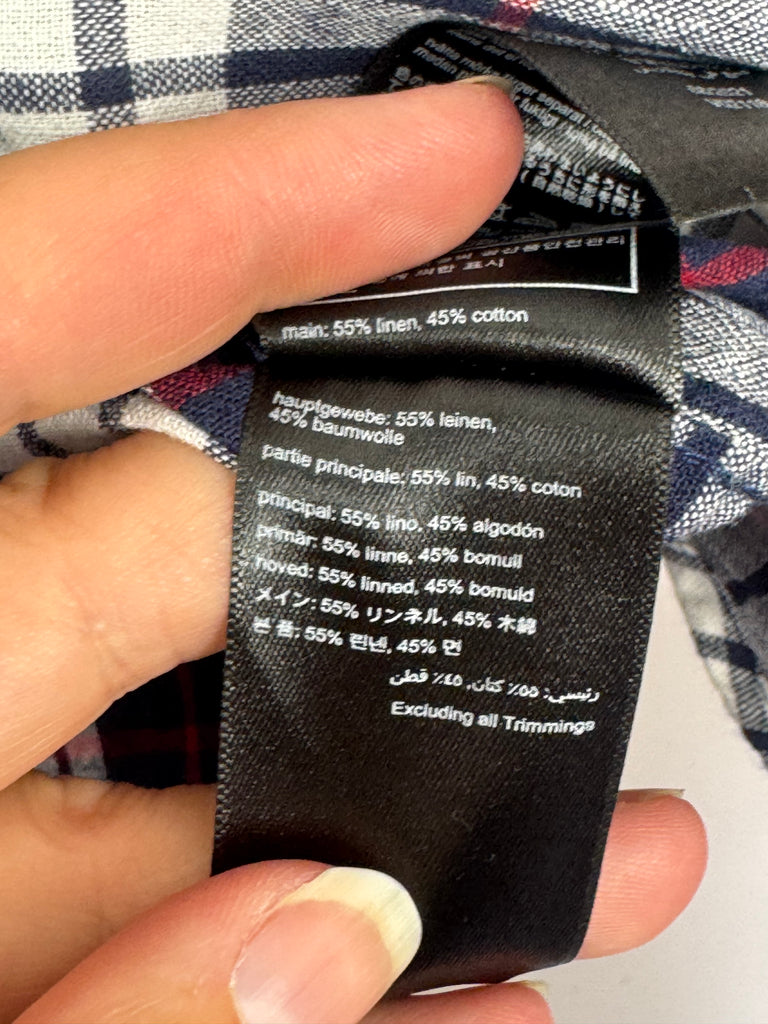 표시
main: 55% linen, 45% cotton
hauptgewebe: 55% leinen,
45% baumwolle
partie principale: 55% lin, 45% coton
principal: 55% lino, 45% algodón
primär: 55% linne, 45% bomull
hoved: 55% linned, 45% bomuld
メイン: 55% リンネル, 45% 木綿
본 품: 55% 린넨, 45% 면
رئيسي: ٥٥٪ كتان, ٤٥٪ قطن
Excluding all Trimmings